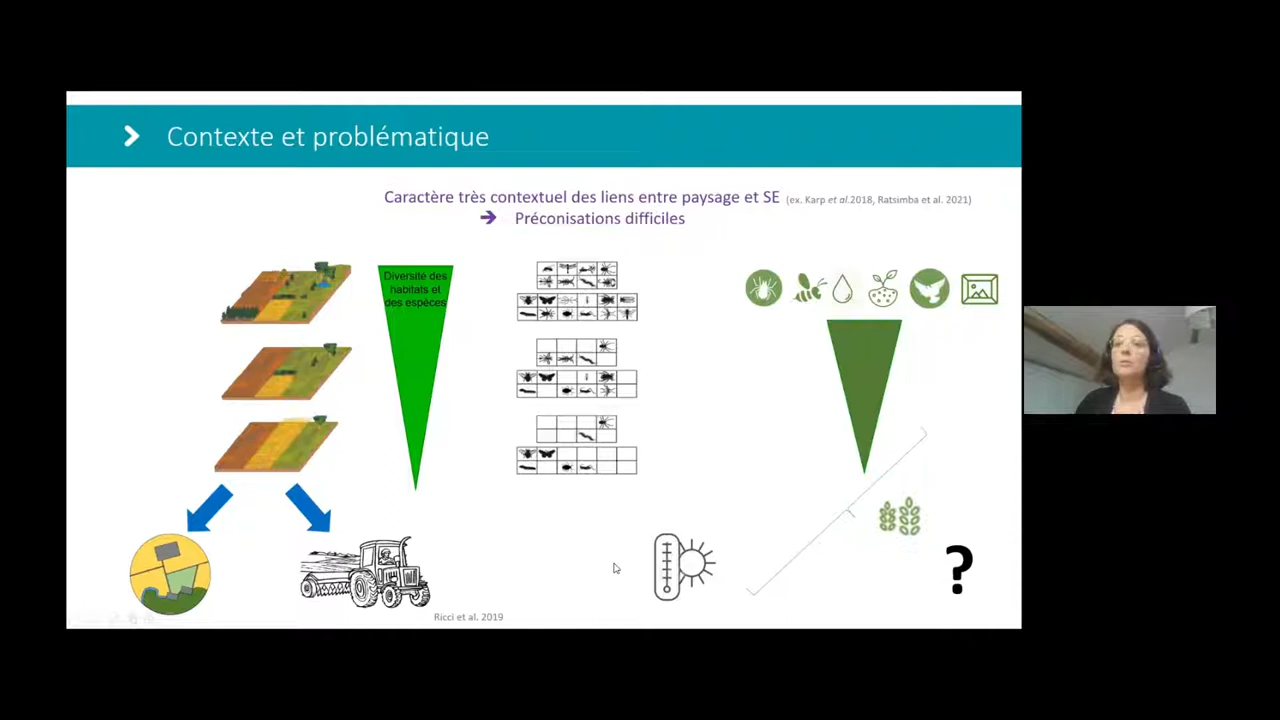 Contexte et problématique
Caractère très contextuel des liens entre paysage et SE (ex. Karp et al.2018, Ratsimba et al. 2021)
➔ Préconisations difficiles
Diversité des
habitats et
des espèces
?
Ricci et al. 2019